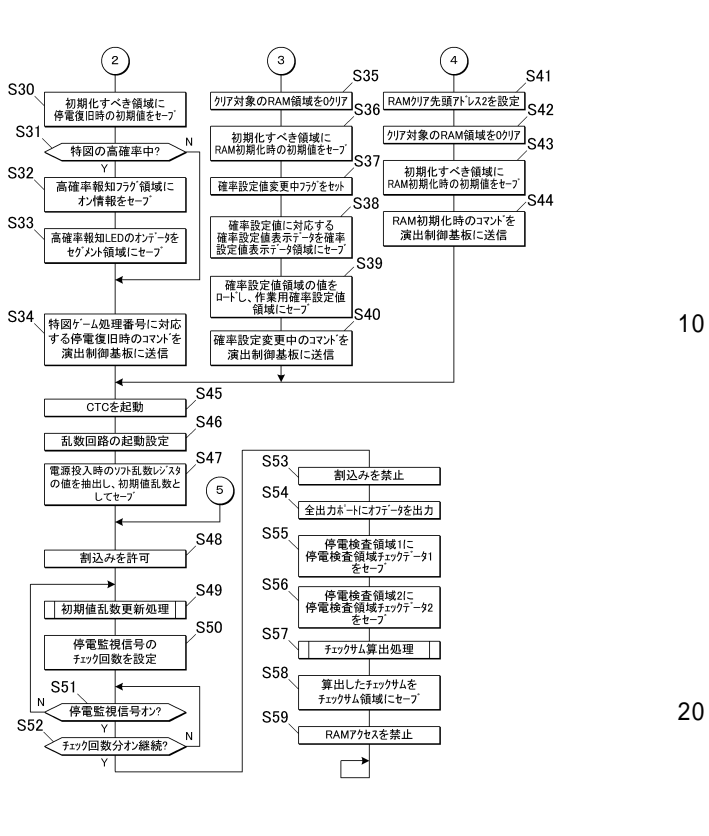 2
S30
初期化すべき領域に
停電復旧時の初期値をセーブ
S31
特図の高確率中?
N
Y
S32
高確率報知フラグ領域に
オン情報をセーブ
S33
高確率報知LEDのオンデータを
セグメント領域にセーブ
S34
特図ゲーム処理番号に対応
する停電復旧時のコマンドを
演出制御基板に送信
3
S35
クリア対象のRAM領域を0クリア
S36
初期化すべき領域に
RAM初期化時の初期値をセーブ
S37
確率設定値変更中フラグをセット
S38
確率設定値に対応する
確率設定値表示データを確率
設定値表示データ領域にセーブ
S39
確率設定値領域の値を
ロードし、作業用確率設定値
領域にセーブ
S40
確率設定変更中のコマンドを
演出制御基板に送信
4
S41
RAMクリア先頭アドレス2を設定
S42
クリア対象のRAM領域を0クリア
S43
初期化すべき領域に
RAM初期化時の初期値をセーブ
S44
RAM初期化時のコマンドを
演出制御基板に送信
10
S45
CTCを起動
S46
乱数回路の起動設定
S47
電源投入時のソフト乱数レジスタ
の値を抽出し、初期値乱数と
してセーブ
5
S48
割込みを許可
S49
初期値乱数更新処理
S50
停電監視信号の
チェック回数を設定
S51
N
停電監視信号オン?
Y
S52
チェック回数分オン継続?
N
Y
S53
割込みを禁止
S54
全出力ポートにオフデータを出力
S55
停電検査領域1に
停電検査領域チェックデータ1
をセーブ
S56
停電検査領域2に
停電検査領域チェックデータ2
をセーブ
S57
チェックサム算出処理
S58
算出したチェックサムを
チェックサム領域にセーブ
S59
RAMアクセスを禁止
20